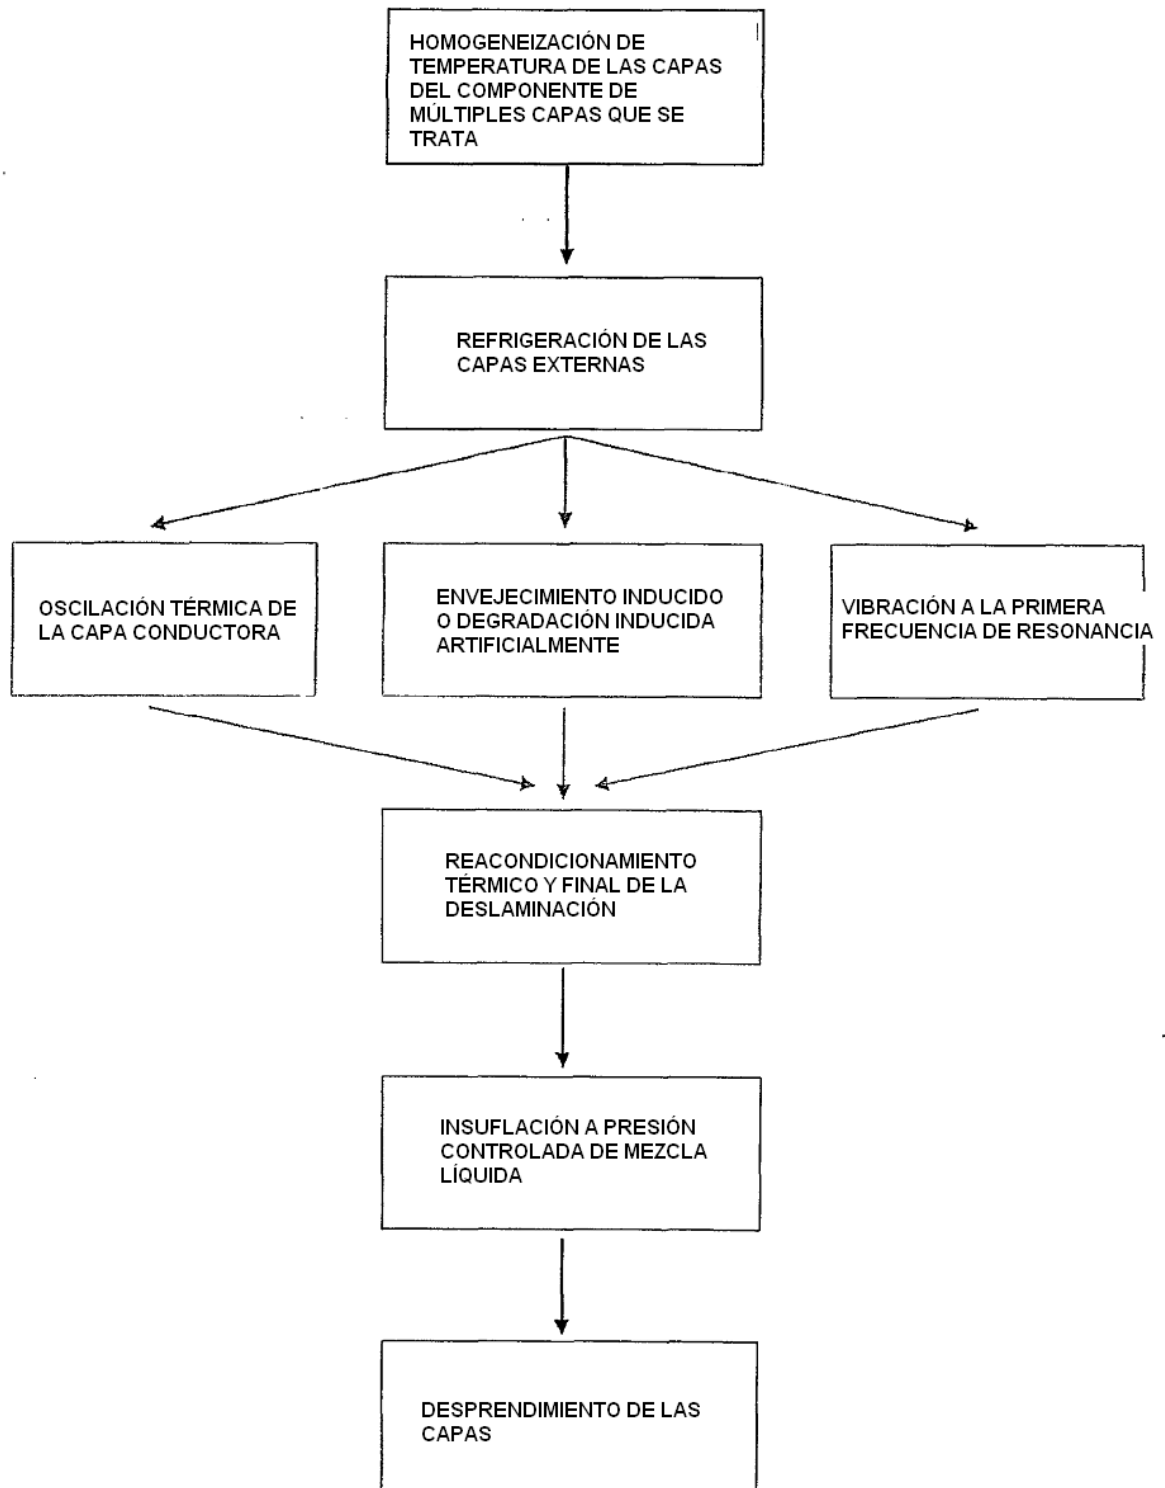 HOMOGENEIZACIÓN DE
TEMPERATURA DE LAS CAPAS
DEL COMPONENTE DE
MÚLTIPLES CAPAS QUE SE
TRATA
REFRIGERACIÓN DE LAS
CAPAS EXTERNAS
OSCILACIÓN TÉRMICA DE
LA CAPA CONDUCTORA
ENVEJECIMIENTO INDUCIDO
O DEGRADACIÓN INDUCIDA
ARTIFICIALMENTE
VIBRACIÓN A LA PRIMERA
FRECUENCIA DE RESONANCIA
REACONDICIONAMIENTO
TÉRMICO Y FINAL DE LA
DESLAMINACIÓN
INSUFLACIÓN A PRESIÓN
CONTROLADA DE MEZCLA
LÍQUIDA
DESPRENDIMIENTO DE LAS
CAPAS